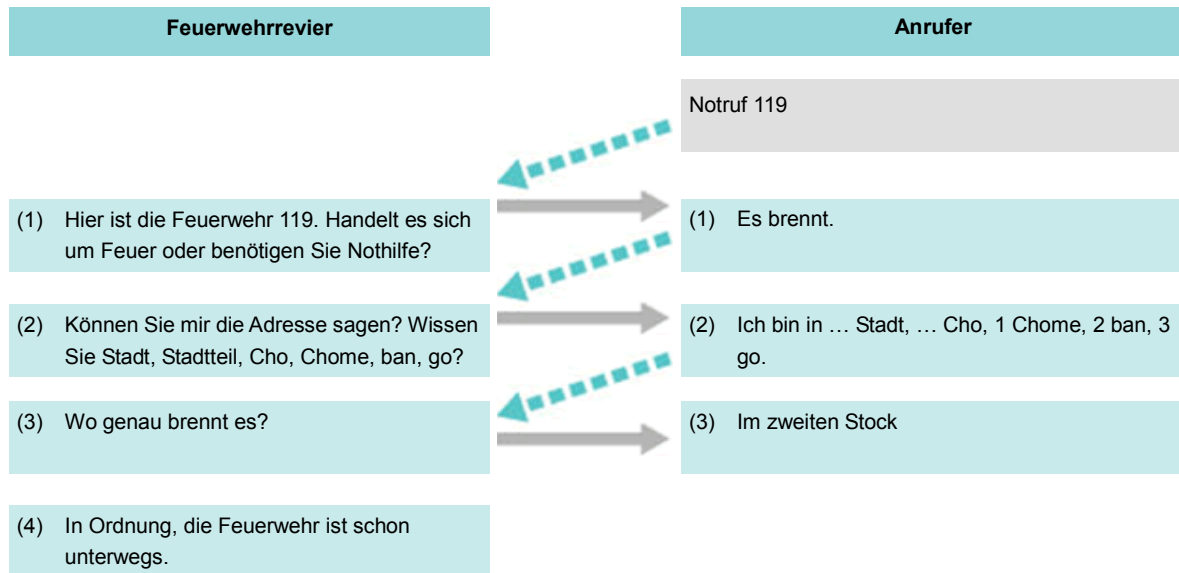 Feuerwehrrevier
Anrufer
Notruf 119
(1) Hier ist die Feuerwehr 119. Handelt es sich
um Feuer oder benötigen Sie Nothilfe?
(1) Es brennt.
(2) Können Sie mir die Adresse sagen? Wissen
Sie Stadt, Stadtteil, Cho, Chome, ban, go?
(2) Ich bin in … Stadt, … Cho, 1 Chome, 2 ban, 3
go.
(3) Wo genau brennt es?
(3) Im zweiten Stock
(4) In Ordnung, die Feuerwehr ist schon
unterwegs.